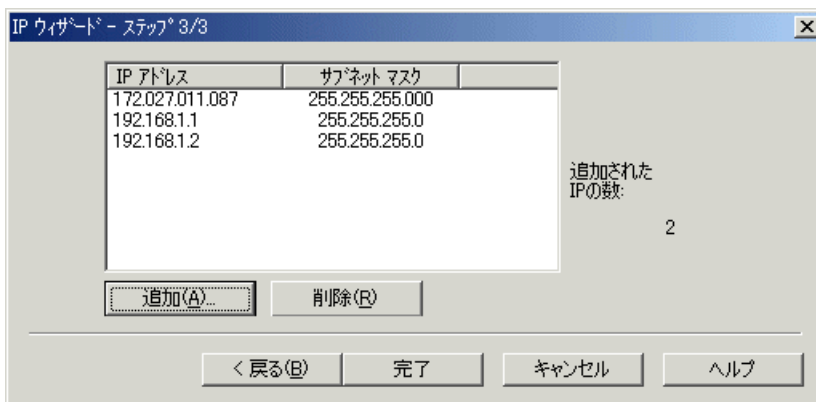 IP ウィザード - ステップ 3/3
IP アドレス サブネット マスク
172.027.011.087 255.255.255.000
192.168.1.1 255.255.255.0
192.168.1.2 255.255.255.0
追加された
IPの数:
2
追加(A)... 削除(R)
< 戻る(B) 完了 キャンセル ヘルプ